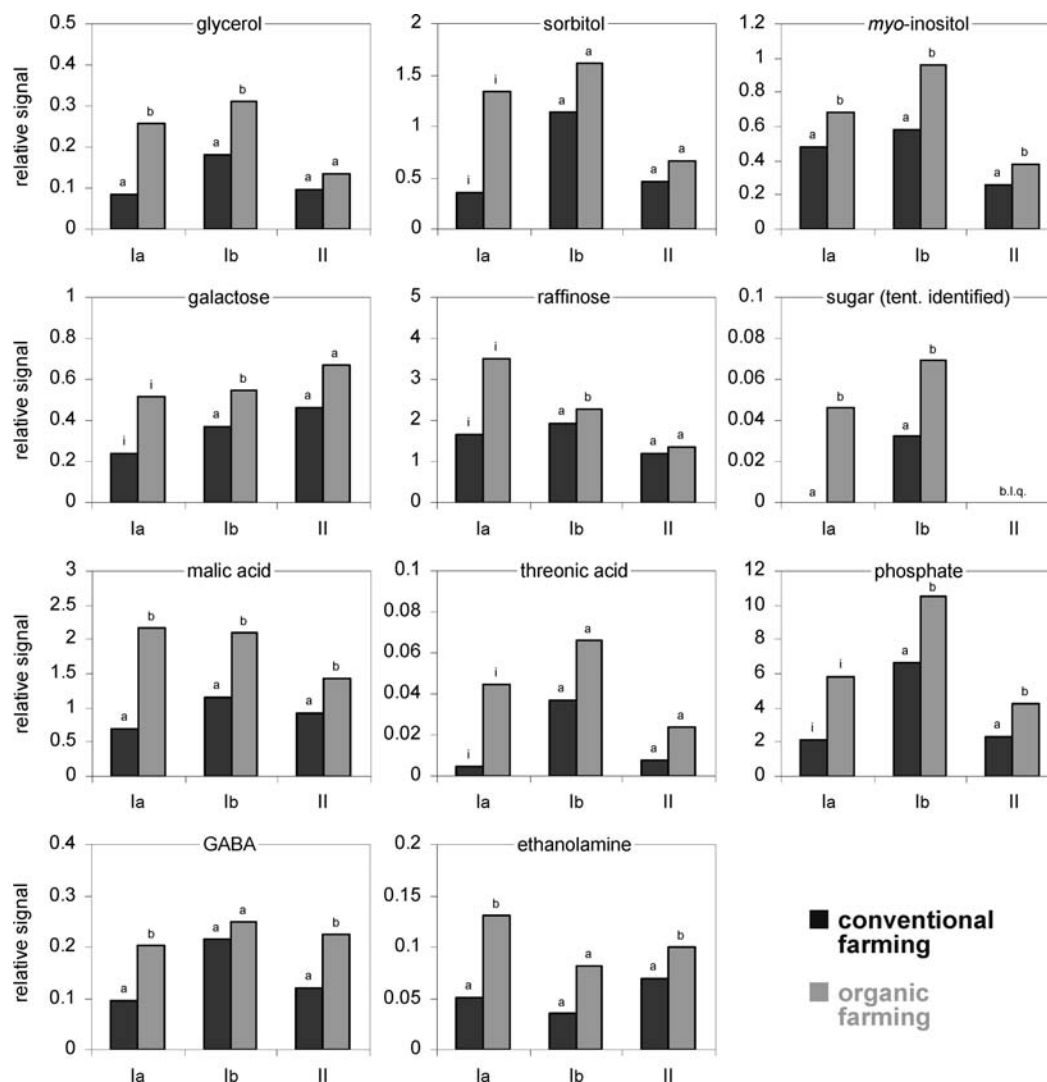 glycerol
0.5
0.4
0.3
0.2
0.1
0
relative signal
a b a b a a
Ia Ib II
sorbitol
2
1.5
1
0.5
0
i i a a a a
Ia Ib II
myo-inositol
1.2
1
0.8
0.6
0.4
0.2
0
a b a b a b
Ia Ib II
galactose
1
0.8
0.6
0.4
0.2
0
relative signal
i i a b a a
Ia Ib II
raffinose
5
4
3
2
1
0
i i a b a a
Ia Ib II
sugar (tent. identified)
0.1
0.08
0.06
0.04
0.02
0
a b a b b.l.q.
Ia Ib II
malic acid
3
2.5
2
1.5
1
0.5
0
relative signal
a b a b a b
Ia Ib II
threonic acid
0.1
0.08
0.06
0.04
0.02
0
i i a a a a
Ia Ib II
phosphate
12
10
8
6
4
2
0
i i a b a b
Ia Ib II
GABA
0.4
0.3
0.2
0.1
0
relative signal
a b a a a b
Ia Ib II
ethanolamine
0.2
0.15
0.1
0.05
0
a b a a a b
Ia Ib II
conventional
farming
organic
farming